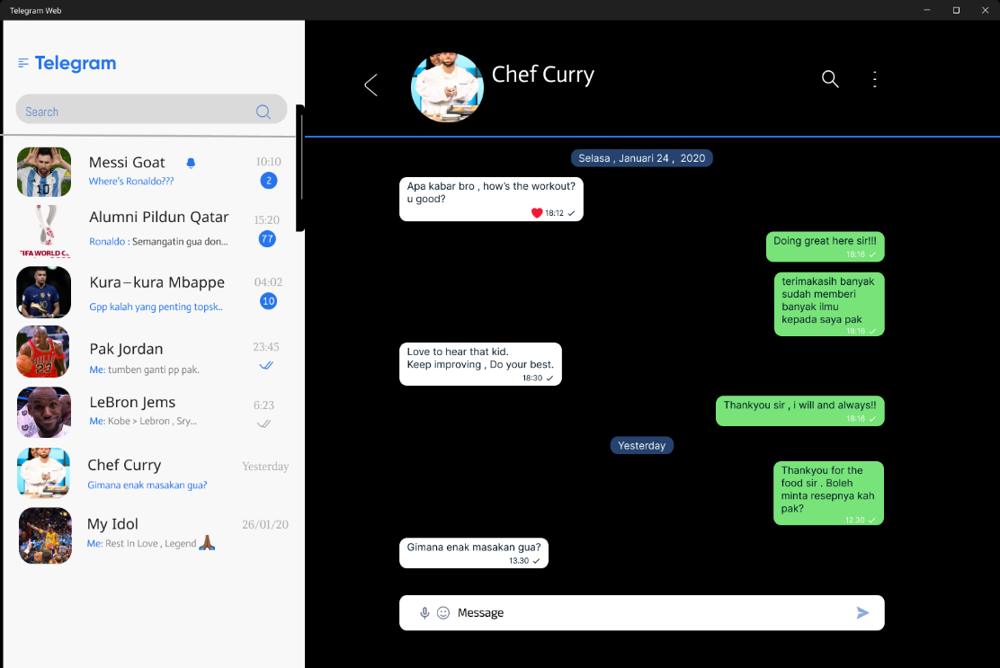 Telegram Web
Telegram
Search
Messi Goat
10:10
Where's Ronaldo???
2
Alumni Pildun Qatar
15:20
Ronaldo : Semangatin gua don...
77
FIFA WORLD C
Kura-kura Mbappe
04:02
Gpp kalah yang penting topsk..
10
Pak Jordan
23:45
Me: tumben ganti pp pak.
LeBron Jems
6:23
Me: Kobe > Lebron , Sry...
Chef Curry
Yesterday
Gimana enak masakan gua?
My Idol
26/01/20
Me: Rest In Love , Legend 🙏🏾
Chef Curry
Selasa , Januari 24 , 2020
Apa kabar bro , how's the workout?
u good?
❤️ 18:12 ✓
Doing great here sir!!!
18:16 ✓
terimakasih banyak
sudah memberi
banyak ilmu
kepada saya pak
18:16 ✓
Love to hear that kid.
Keep improving , Do your best.
18:30 ✓
Thankyou sir , i will and always!!
18:16 ✓
Yesterday
Thankyou for the
food sir . Boleh
minta resepnya kah
pak?
12.30 ✓
Gimana enak masakan gua?
13.30 ✓
Message